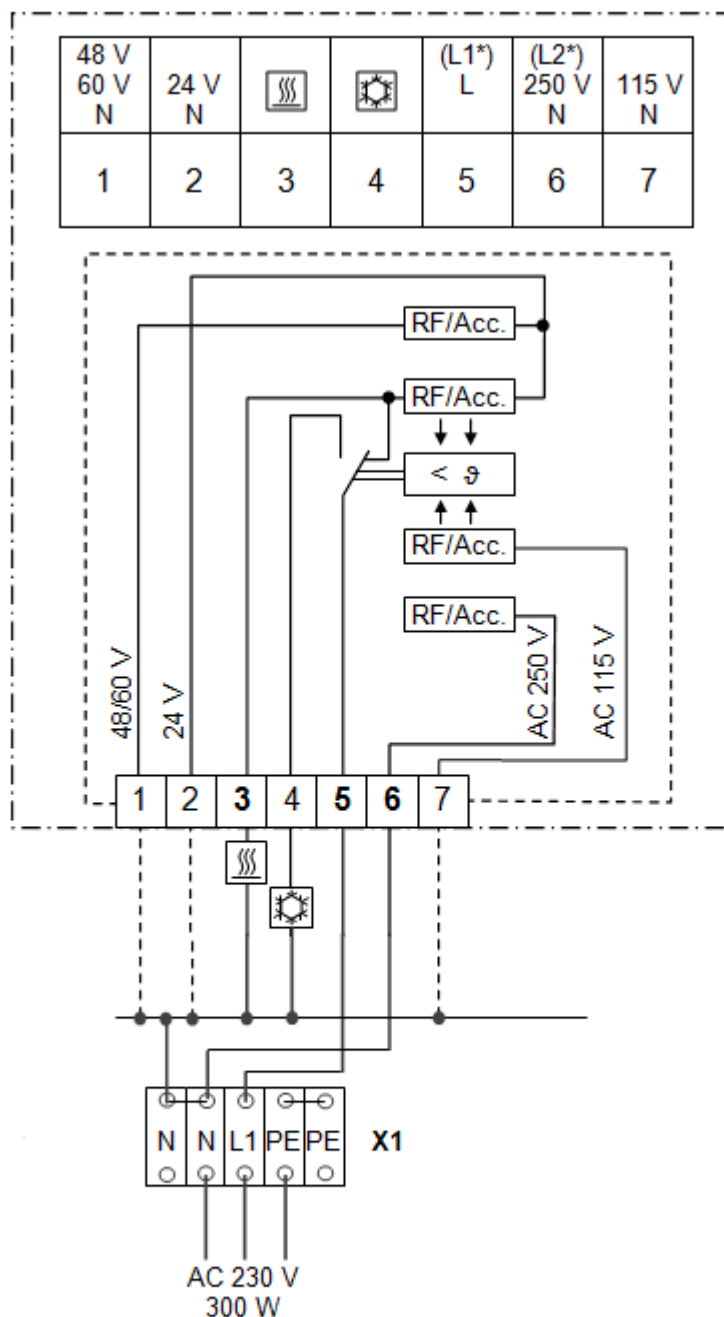 48 V
60 V
N
24 V
N
(L1*)
L
(L2*)
250 V
N
115 V
N
1 2 3 4 5 6 7
RF/Acc.
RF/Acc.
< ϑ
RF/Acc.
RF/Acc.
48/60 V
24 V
AC 250 V
AC 115 V
1 2 3 4 5 6 7
N N L1 PE PE X1
AC 230 V
300 W